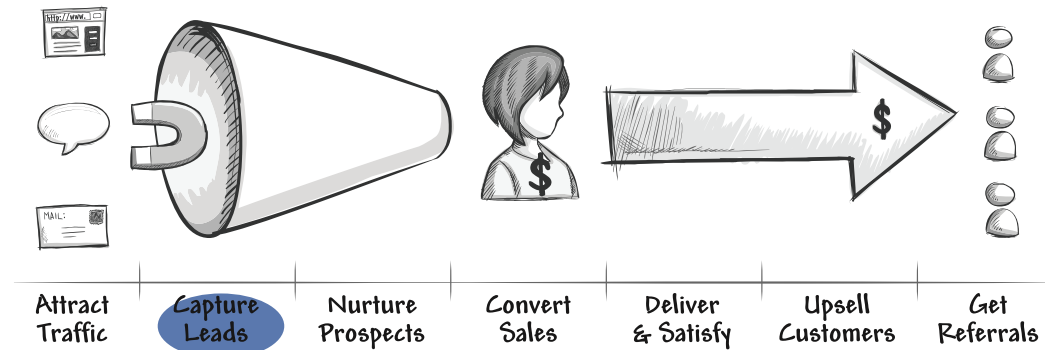 http://www.
MAIL:
$
$
Attract
Traffic
Capture
Leads
Nurture
Prospects
Convert
Sales
Deliver
& Satisfy
Upsell
Customers
Get
Referrals